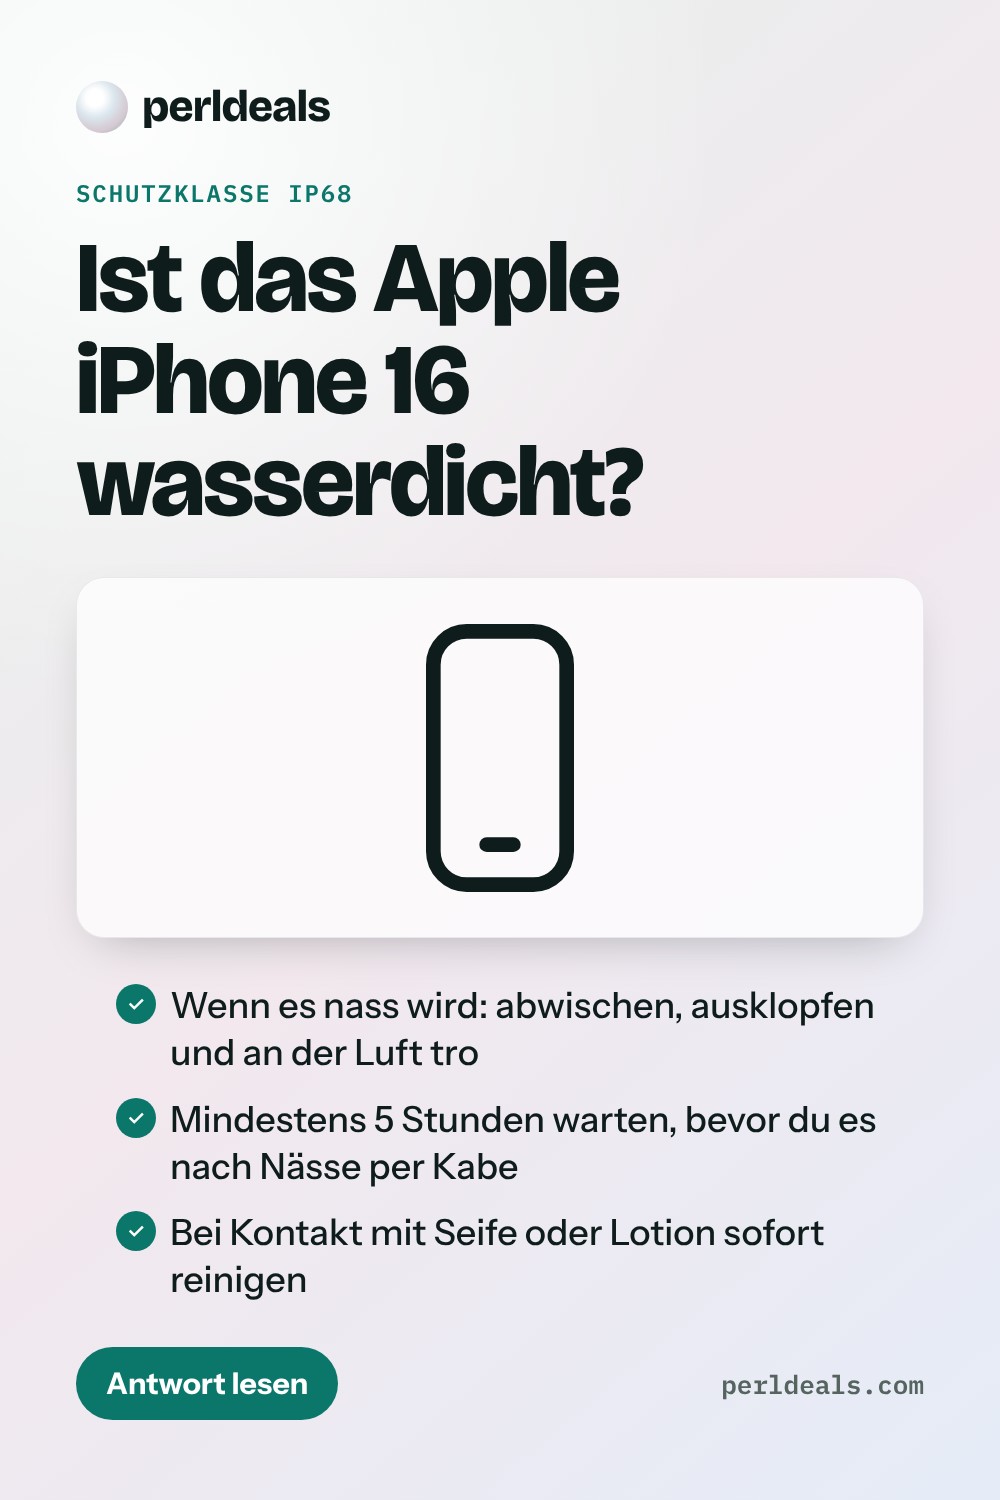 perldeals
SCHUTZKLASSE IP68
Ist das Apple
iPhone 16
wasserdicht?
Wenn es nass wird: abwischen, ausklopfen
und an der Luft tro
Mindestens 5 Stunden warten, bevor du es
nach Nässe per Kabe
Bei Kontakt mit Seife oder Lotion sofort
reinigen
Antwort lesen
perldeals.com